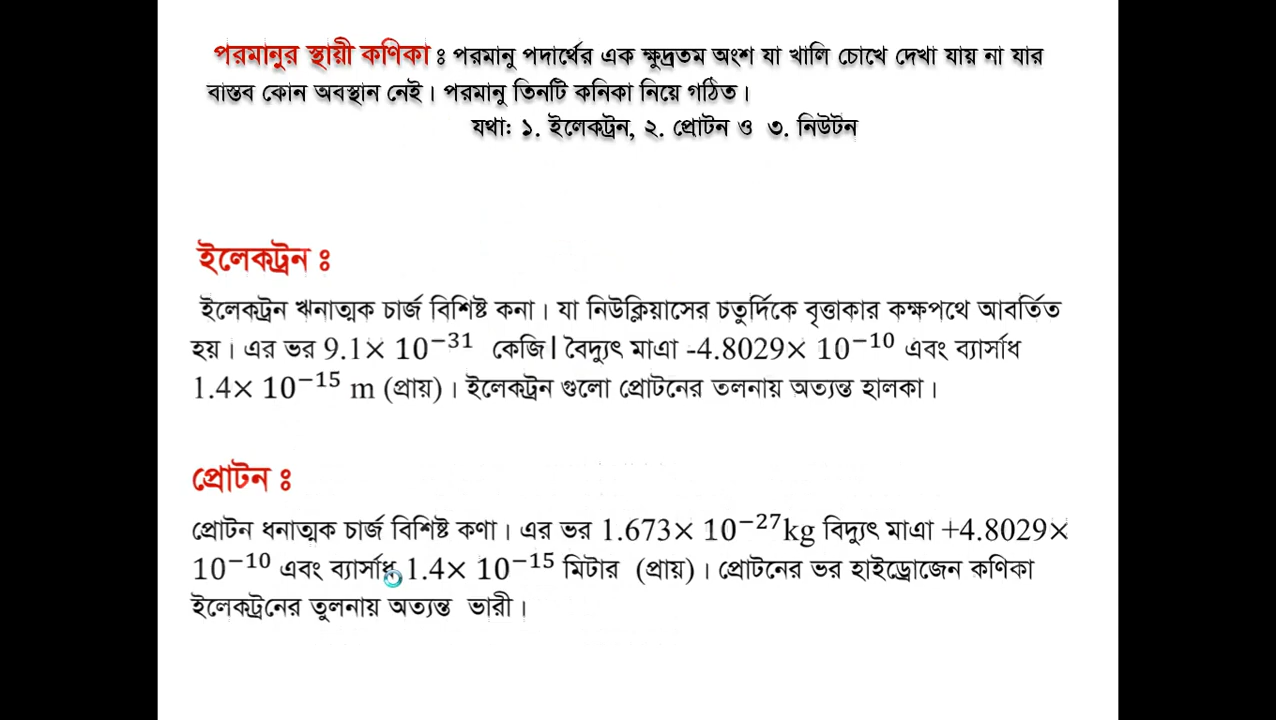 পরমানুর স্থায়ী কণিকা ঃ পরমানু পদার্থের এক ক্ষুদ্রতম অংশ যা খালি চোখে দেখা যায় না যার
বাস্তব কোন অবস্থান নেই। পরমানু তিনটি কনিকা নিয়ে গঠিত।
যথা: ১. ইলেকট্রন, ২. প্রোটন ও ৩. নিউটন
ইলেকট্রন ঃ
ইলেকট্রন ঋনাত্মক চার্জ বিশিষ্ট কনা। যা নিউক্লিয়াসের চতুর্দিকে বৃত্তাকার কক্ষপথে আবর্তিত
হয়। এর ভর 9.1× 10⁻³¹ কেজি। বৈদ্যুৎ মাএা -4.8029× 10⁻¹⁰ এবং ব্যার্সাধ
1.4× 10⁻¹⁵ m (প্রায়)। ইলেকট্রন গুলো প্রোটনের তলনায় অত্যন্ত হালকা।
প্রোটন ঃ
প্রোটন ধনাত্মক চার্জ বিশিষ্ট কণা। এর ভর 1.673× 10⁻²⁷kg বিদ্যুৎ মাএা +4.8029×
10⁻¹⁰ এবং ব্যার্সাধ 1.4× 10⁻¹⁵ মিটার (প্রায়)। প্রোটনের ভর হাইড্রোজেন কণিকা
ইলেকট্রনের তুলনায় অত্যন্ত ভারী।